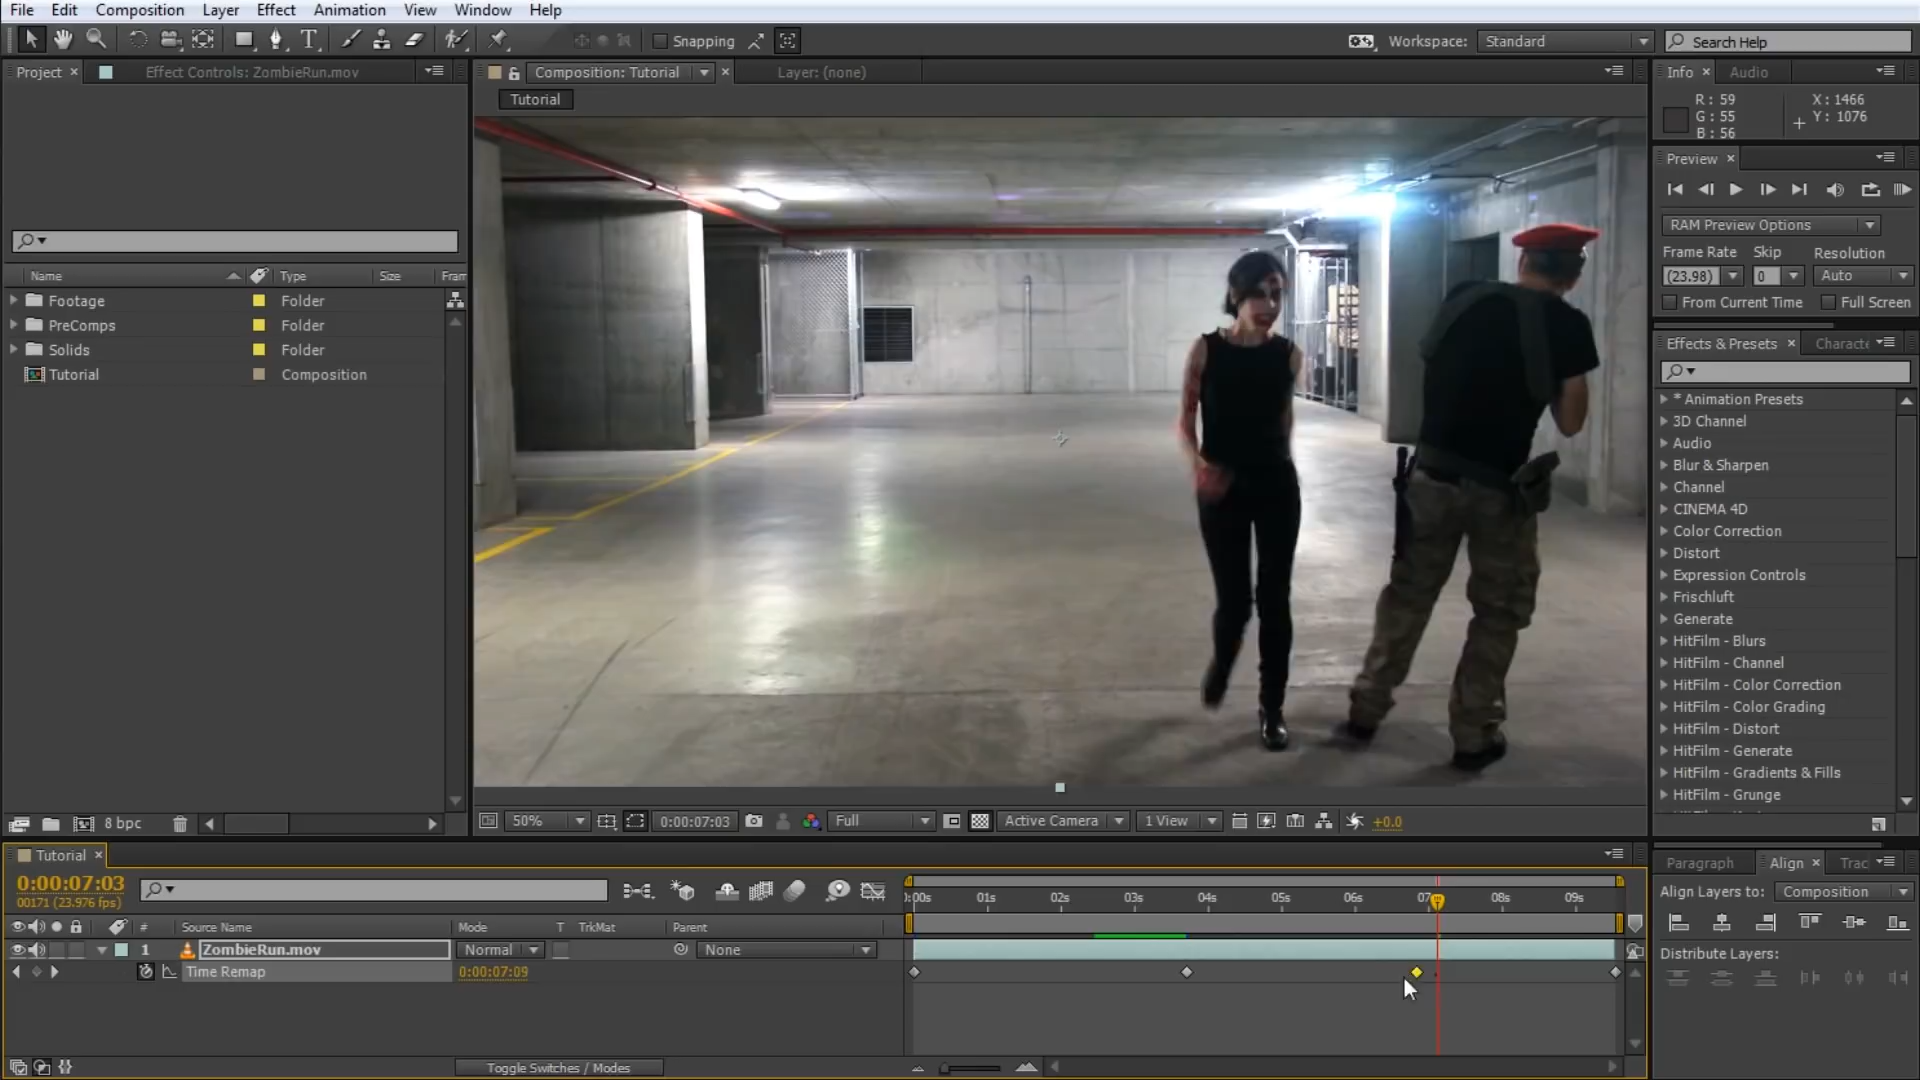 File Edit Composition Layer Effect Animation View Window Help
Snapping
Workspace: Standard
Search Help
Project × Effect Controls: ZombieRun.mov
Composition: Tutorial × Layer: (none)
Tutorial
Info × Audio
R : 59
G : 55
B : 56
X : 1466
Y : 1076
Preview ×
RAM Preview Options
Frame Rate Skip Resolution
(23.98) 0 Auto
From Current Time Full Screen
Name Type Size Fram
Footage Folder
PreComps Folder
Solids Folder
Tutorial Composition
Effects & Presets × Characte
* Animation Presets
3D Channel
Audio
Blur & Sharpen
Channel
CINEMA 4D
Color Correction
Distort
Expression Controls
Frischluft
Generate
HitFilm - Blurs
HitFilm - Channel
HitFilm - Color Correction
HitFilm - Color Grading
HitFilm - Distort
HitFilm - Generate
HitFilm - Gradients & Fills
HitFilm - Grunge
8 bpc
50% 0:00:07:03 Full Active Camera 1 View +0.0
Tutorial ×
0:00:07:03
00171 (23.976 fps)
):00s 01s 02s 03s 04s 05s 06s 07 08s 09s
# Source Name Mode T TrkMat Parent
1 ZombieRun.mov Normal None
Time Remap 0:00:07:09
Toggle Switches / Modes
Paragraph Align × Trac
Align Layers to: Composition
Distribute Layers: